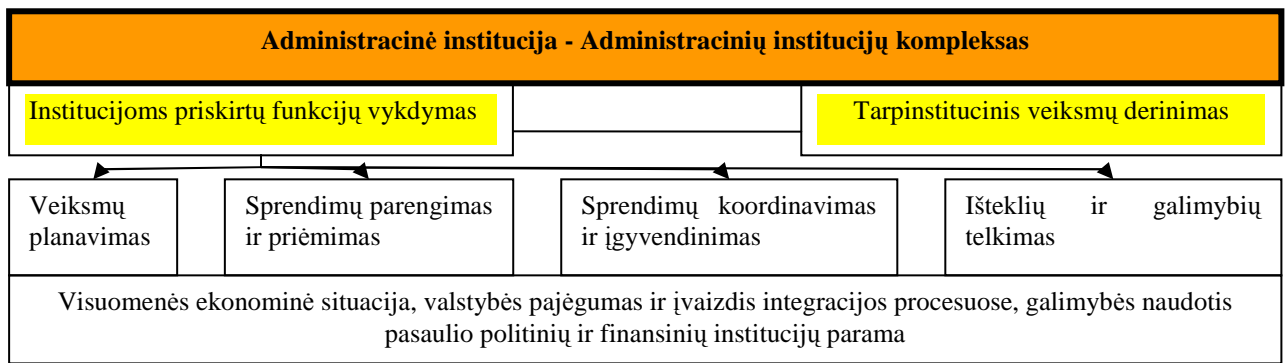 Administracinė institucija - Administracinių institucijų kompleksas
Institucijoms priskirtų funkcijų vykdymas
Tarpinstitucinis veiksmų derinimas
Veiksmų
planavimas
Sprendimų parengimas
ir priėmimas
Sprendimų koordinavimas
ir įgyvendinimas
Išteklių ir galimybių
telkimas
Visuomenės ekonominė situacija, valstybės pajėgumas ir įvaizdis integracijos procesuose, galimybės naudotis
pasaulio politinių ir finansinių institucijų parama